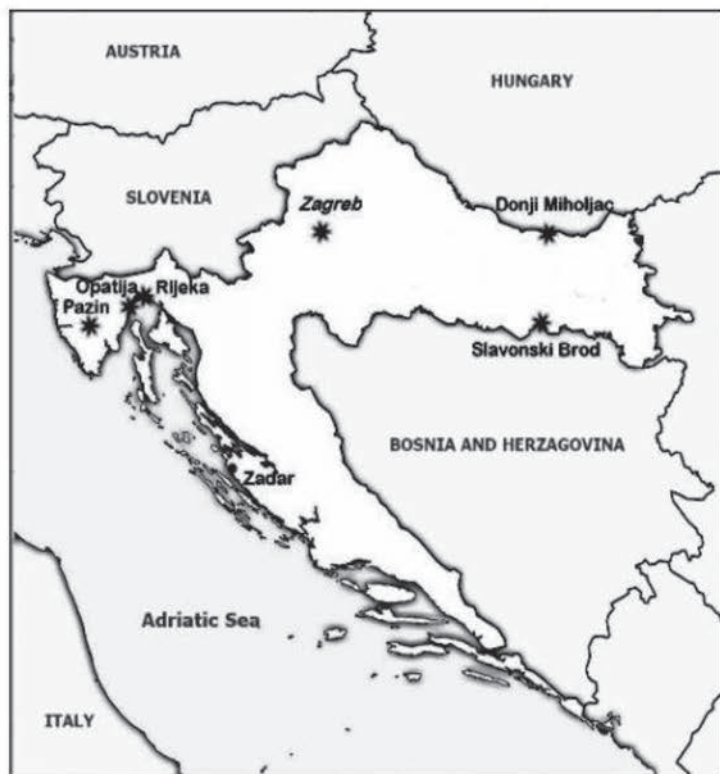 AUSTRIA
HUNGARY
SLOVENIA
Zagreb
Donji Miholjac
Opatija
Rijeka
Pazin
Slavonski Brod
BOSNIA AND HERZAGOVINA
Zadar
Adriatic Sea
ITALY